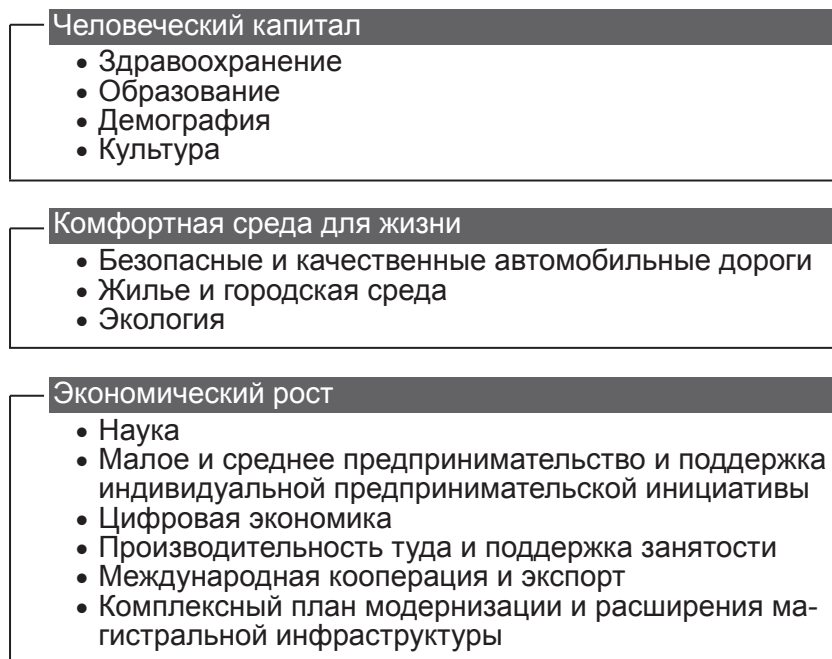 Человеческий капитал
• Здравоохранение
• Образование
• Демография
• Культура
Комфортная среда для жизни
• Безопасные и качественные автомобильные дороги
• Жилье и городская среда
• Экология
Экономический рост
• Наука
• Малое и среднее предпринимательство и поддержка
индивидуальной предпринимательской инициативы
• Цифровая экономика
• Производительность туда и поддержка занятости
• Международная кооперация и экспорт
• Комплексный план модернизации и расширения ма-
гистральной инфраструктуры